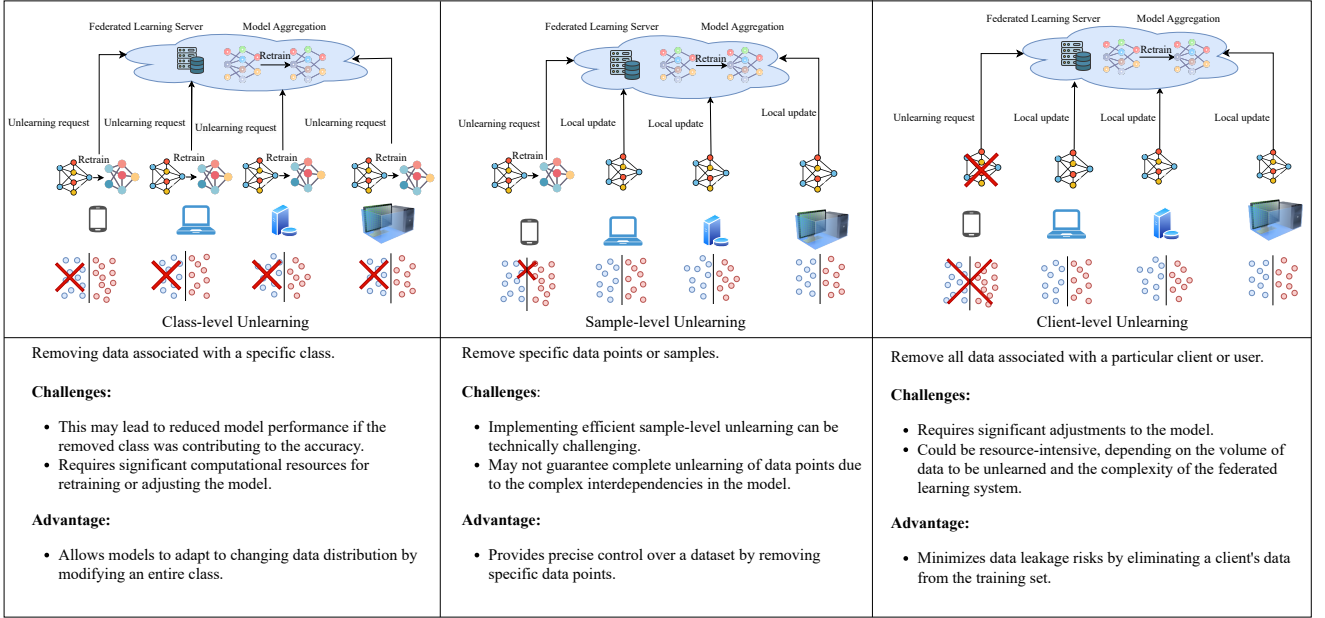 Federated Learning Server
Model Aggregation
Retrain
Unlearning request
Unlearning request
Unlearning request
Unlearning request
Retrain
Retrain
Retrain
Retrain
Class-level Unlearning
Federated Learning Server
Model Aggregation
Retrain
Unlearning request
Local update
Local update
Local update
Retrain
Sample-level Unlearning
Federated Learning Server
Model Aggregation
Retrain
Unlearning request
Local update
Local update
Local update
Client-level Unlearning
Removing data associated with a specific class.
Challenges:
• This may lead to reduced model performance if the
removed class was contributing to the accuracy.
• Requires significant computational resources for
retraining or adjusting the model.
Advantage:
• Allows models to adapt to changing data distribution by
modifying an entire class.
Remove specific data points or samples.
Challenges:
• Implementing efficient sample-level unlearning can be
technically challenging.
• May not guarantee complete unlearning of data points due
to the complex interdependencies in the model.
Advantage:
• Provides precise control over a dataset by removing
specific data points.
Remove all data associated with a particular client or user.
Challenges:
• Requires significant adjustments to the model.
• Could be resource-intensive, depending on the volume of
data to be unlearned and the complexity of the federated
learning system.
Advantage:
• Minimizes data leakage risks by eliminating a client's data
from the training set.